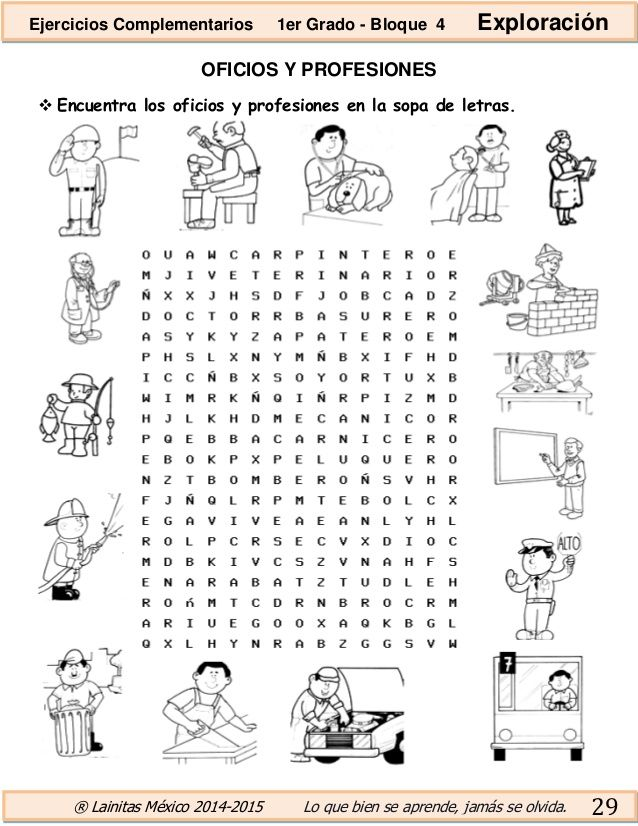 Ejercicios Complementarios 1er Grado - Bloque 4 Exploración
OFICIOS Y PROFESIONES
❖ Encuentra los oficios y profesiones en la sopa de letras.
O U A W C A R P I N T E R O E
M J I V E T E R I N A R I O R
Ñ X X J H S D F J O B C A D Z
D O C T O R R B A S U R E R O
A S Y K Y Z A P A T E R O E M
P H S L X N Y M Ñ B X I F H D
I C C Ñ B X S O Y O R T U X B
W I M R K Ñ Q I Ñ R P I Z M D
H J L K H D M E C A N I C O R
P Q E B B A C A R N I C E R O
E B O K P X P E L U Q U E R O
N Z T B O M B E R O Ñ S V H R
F J Ñ Q L R P M T E B O L C X
E G A V I V E A E A N L Y H L
R O L P C R S E C V X D I O C
M D B K I V C S Z V N A H F S
E N A R A B A T Z T U D L E H
R O ñ M T C D R N B R O C R M
A R I U E G O O X A Q K B G L
Q X L H Y N R A B Z G G S V W
ALTO
7
® Lainitas México 2014-2015 Lo que bien se aprende, jamás se olvida. 29